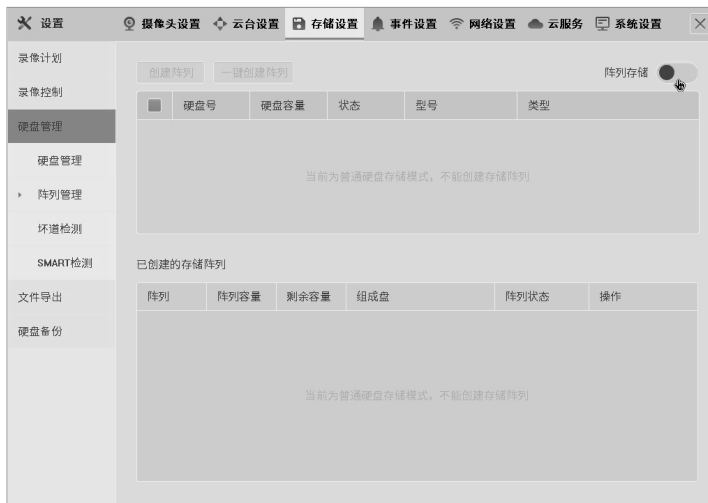 设置 摄像头设置 云台设置 存储设置 事件设置 网络设置 云服务 系统设置
录像计划
录像控制
硬盘管理
硬盘管理
阵列管理
坏道检测
SMART检测
文件导出
硬盘备份
创建阵列 一键创建阵列 阵列存储
硬盘号 硬盘容量 状态 型号 类型
当前为普通硬盘存储模式，不能创建存储阵列
已创建的存储阵列
阵列 阵列容量 剩余容量 组成盘 阵列状态 操作
当前为普通硬盘存储模式，不能创建存储阵列